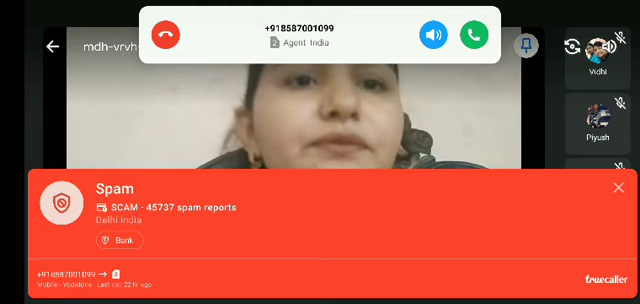 +918587001099
2 Agent India
mdh-vrvh-
Vidhi
Piyush
Spam
SCAM - 45737 spam reports
Delhi India
Bank
+918587001099 → 2
Mobile - Vodafone - Last call 22 hr ago
truecaller